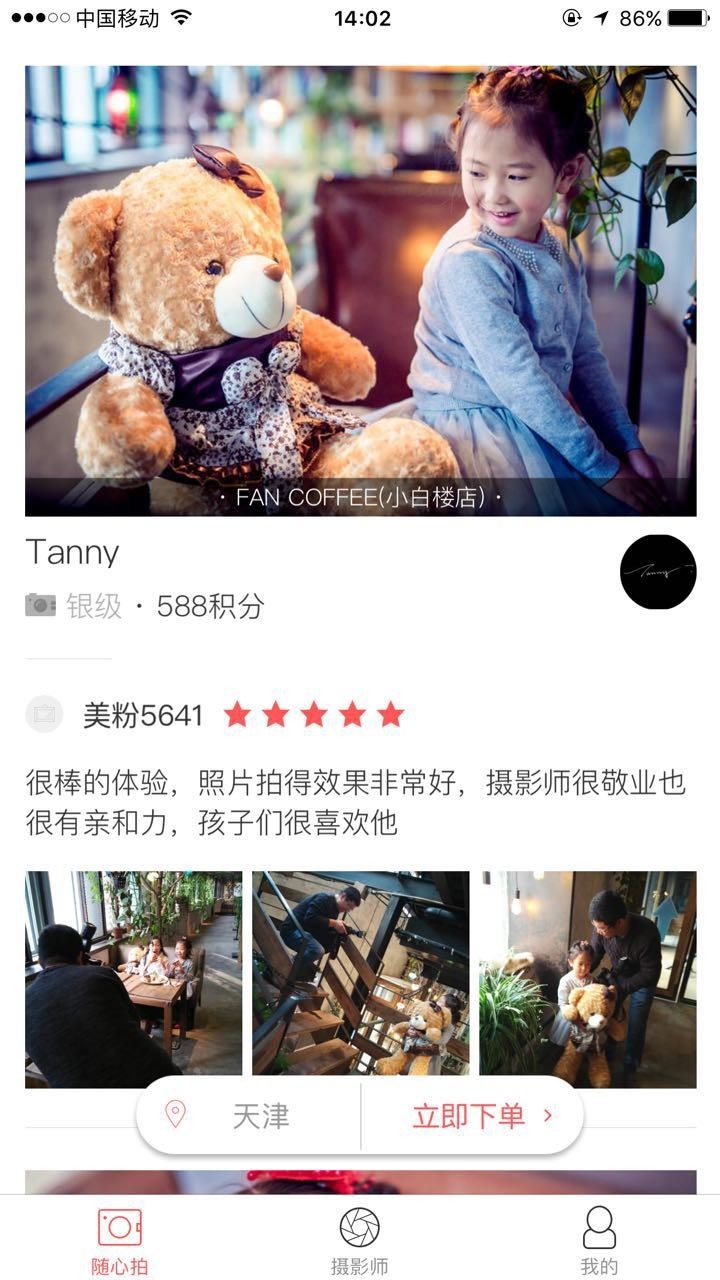 中国移动
14:02
86%
· FAN COFFEE(小白楼店) ·
Tanny
Tanny
银级 · 588积分
美粉5641
很棒的体验，照片拍得效果非常好，摄影师很敬业也
很有亲和力，孩子们很喜欢他
天津
立即下单 >
随心拍
摄影师
我的